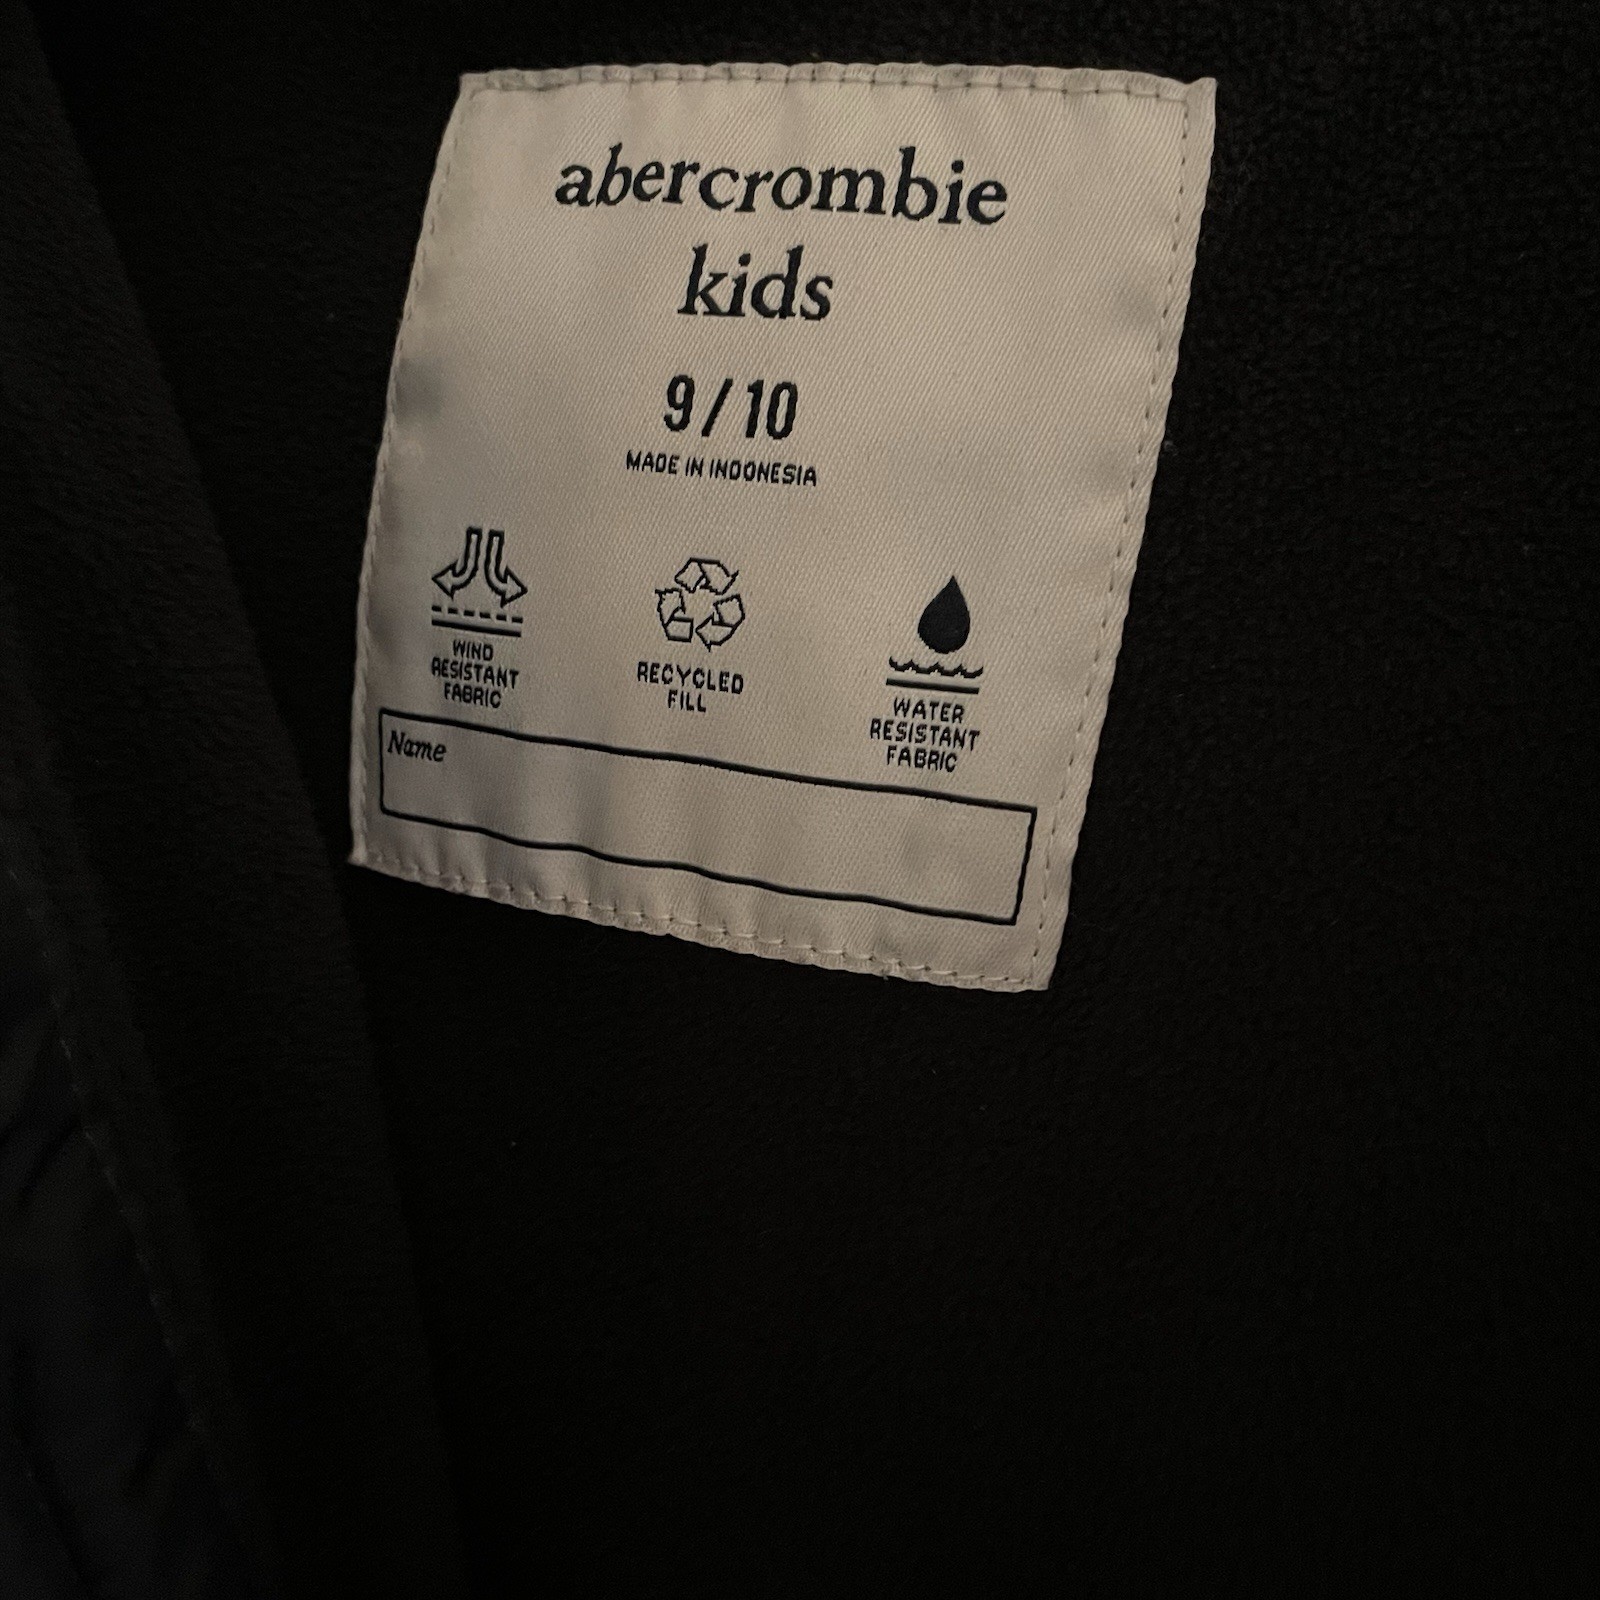 abercrombie
kids
9/10
MADE IN INDONESIA
WIND
RESISTANT
FABRIC
RECYCLED
FILL
WATER
RESISTANT
FABRIC
Name